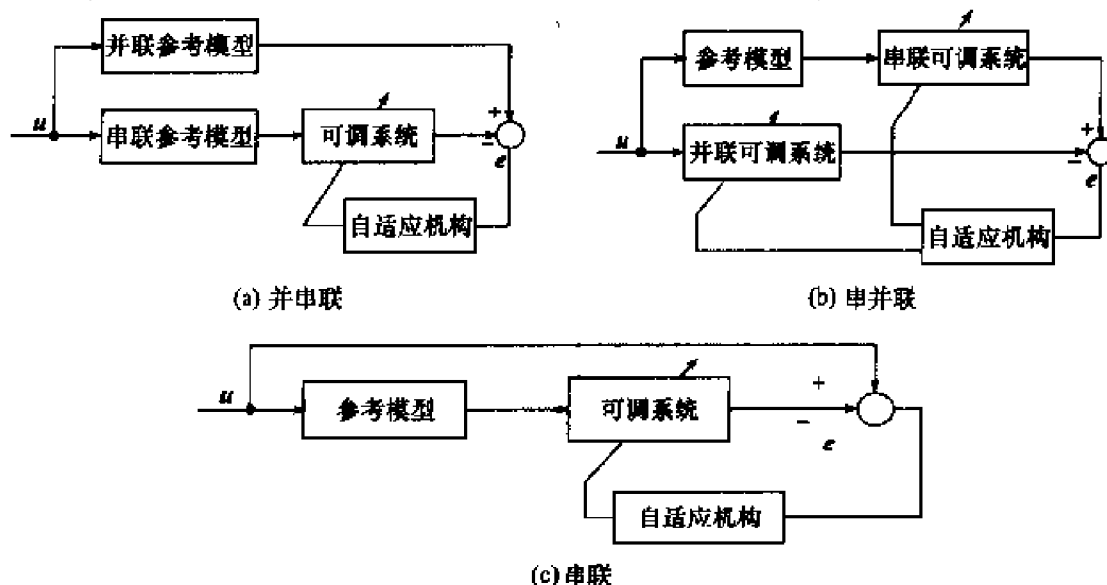 并联参考模型
u
串联参考模型
可调系统
+
−
e
自适应机构
(a) 并串联
参考模型
串联可调系统
u
并联可调系统
+
−
e
自适应机构
(b) 串并联
u
参考模型
可调系统
+
−
e
自适应机构
(c) 串联